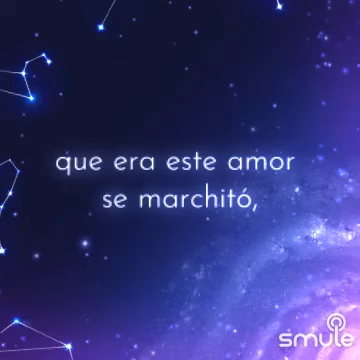 que era este amor
se marchitó,
smule